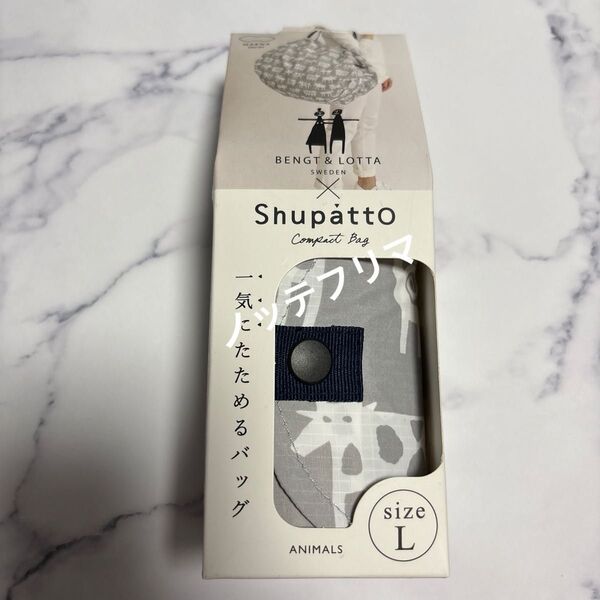 MARNA
BENGT & LOTTA
SWEDEN
×
Shupatto
Compact Bag
一気にたためるバッグ
ノッテフリマ
size
L
ANIMALS